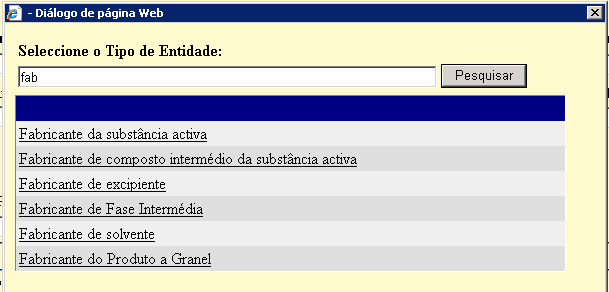 - Diálogo de página Web
Seleccione o Tipo de Entidade:
fab
Pesquisar
Fabricante da substância activa
Fabricante de composto intermédio da substância activa
Fabricante de excipiente
Fabricante de Fase Intermédia
Fabricante de solvente
Fabricante do Produto a Granel